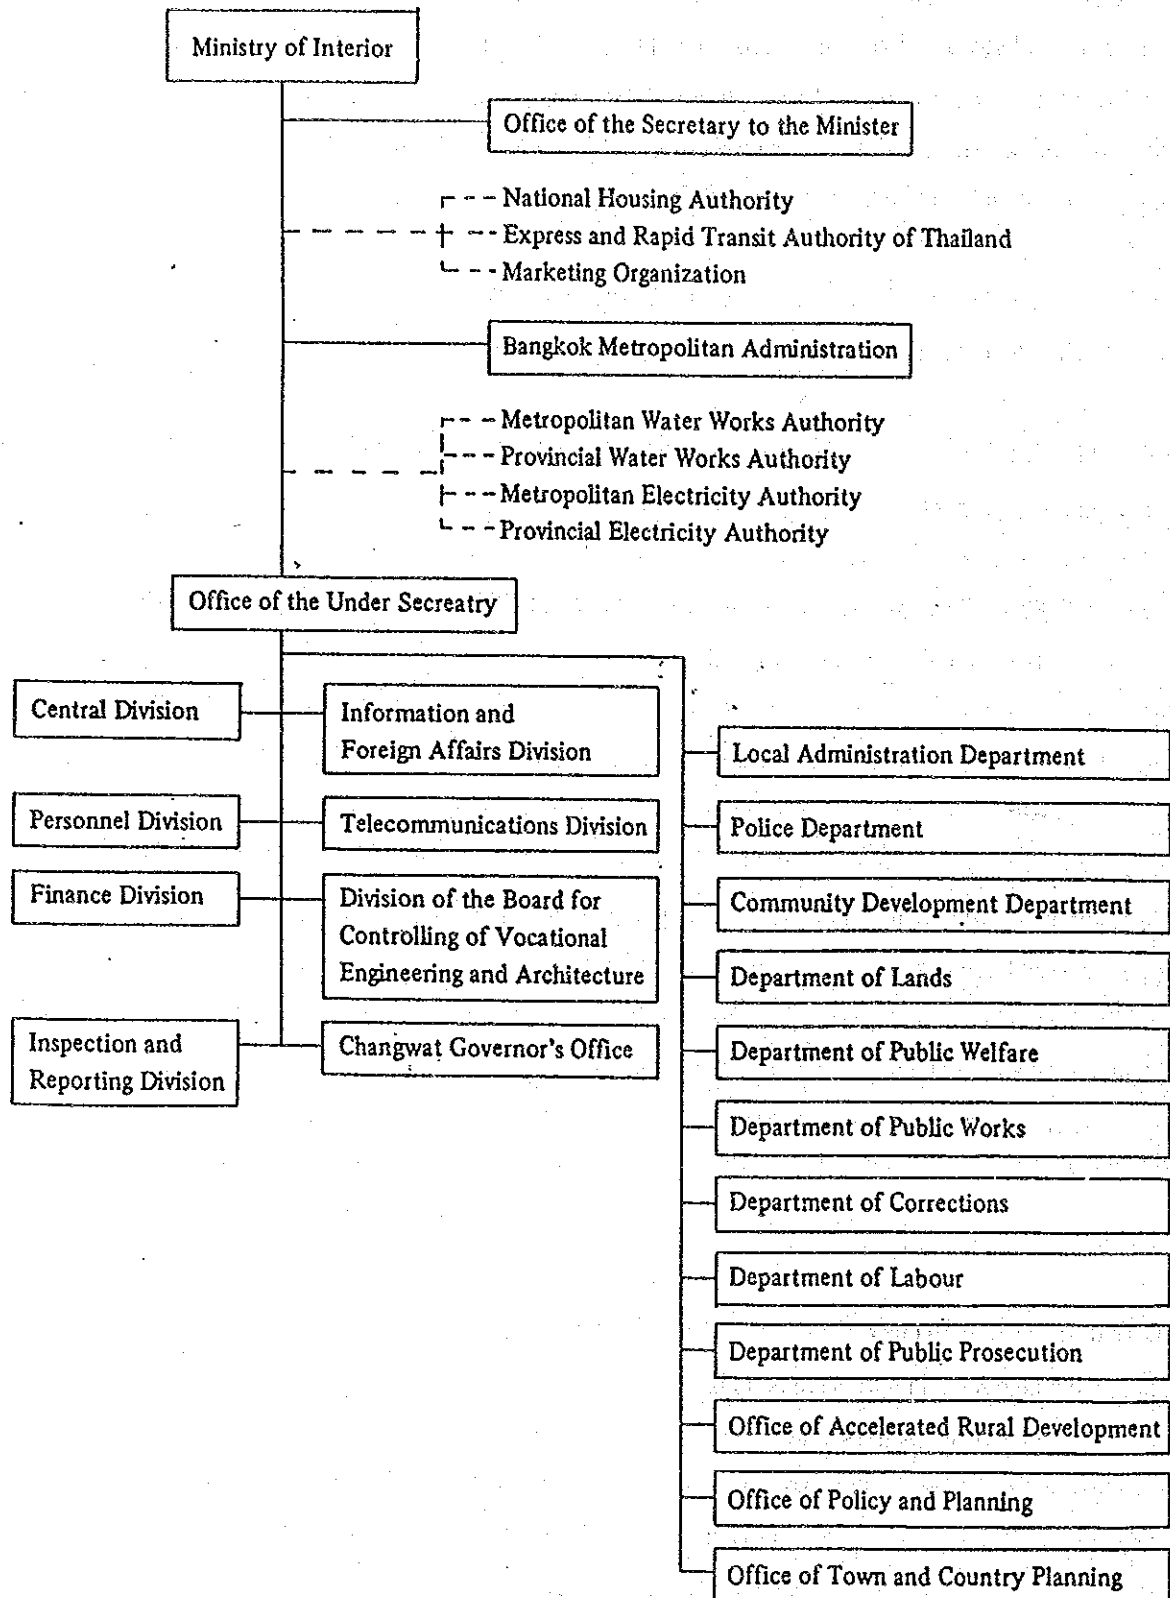 Ministry of Interior
Office of the Secretary to the Minister
National Housing Authority
Express and Rapid Transit Authority of Thailand
Marketing Organization
Bangkok Metropolitan Administration
Metropolitan Water Works Authority
Provincial Water Works Authority
Metropolitan Electricity Authority
Provincial Electricity Authority
Office of the Under Secreatry
Central Division
Personnel Division
Finance Division
Inspection and
Reporting Division
Information and
Foreign Affairs Division
Telecommunications Division
Division of the Board for
Controlling of Vocational
Engineering and Architecture
Changwat Governor's Office
Local Administration Department
Police Department
Community Development Department
Department of Lands
Department of Public Welfare
Department of Public Works
Department of Corrections
Department of Labour
Department of Public Prosecution
Office of Accelerated Rural Development
Office of Policy and Planning
Office of Town and Country Planning